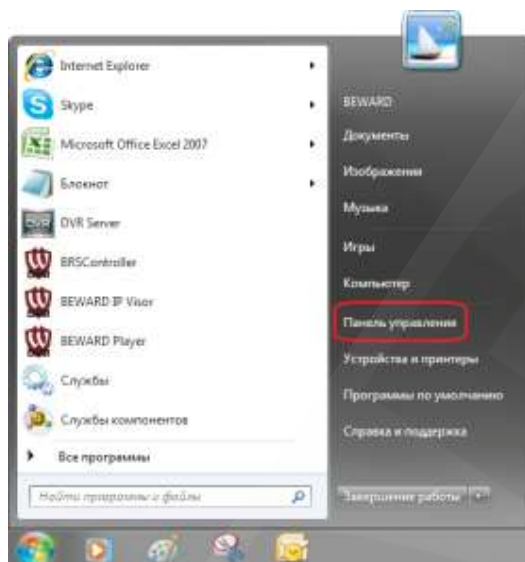 Internet Explorer
Skype
Microsoft Office Excel 2007
Блокнот
DVR Server
BRSController
BEWARD IP Visor
BEWARD Player
Службы
Службы компонентов
Все программы
Найти программы и файлы
BEWARD
Документы
Изображения
Музыка
Игры
Компьютер
Панель управления
Устройства и принтеры
Программы по умолчанию
Справка и поддержка
Завершение работы